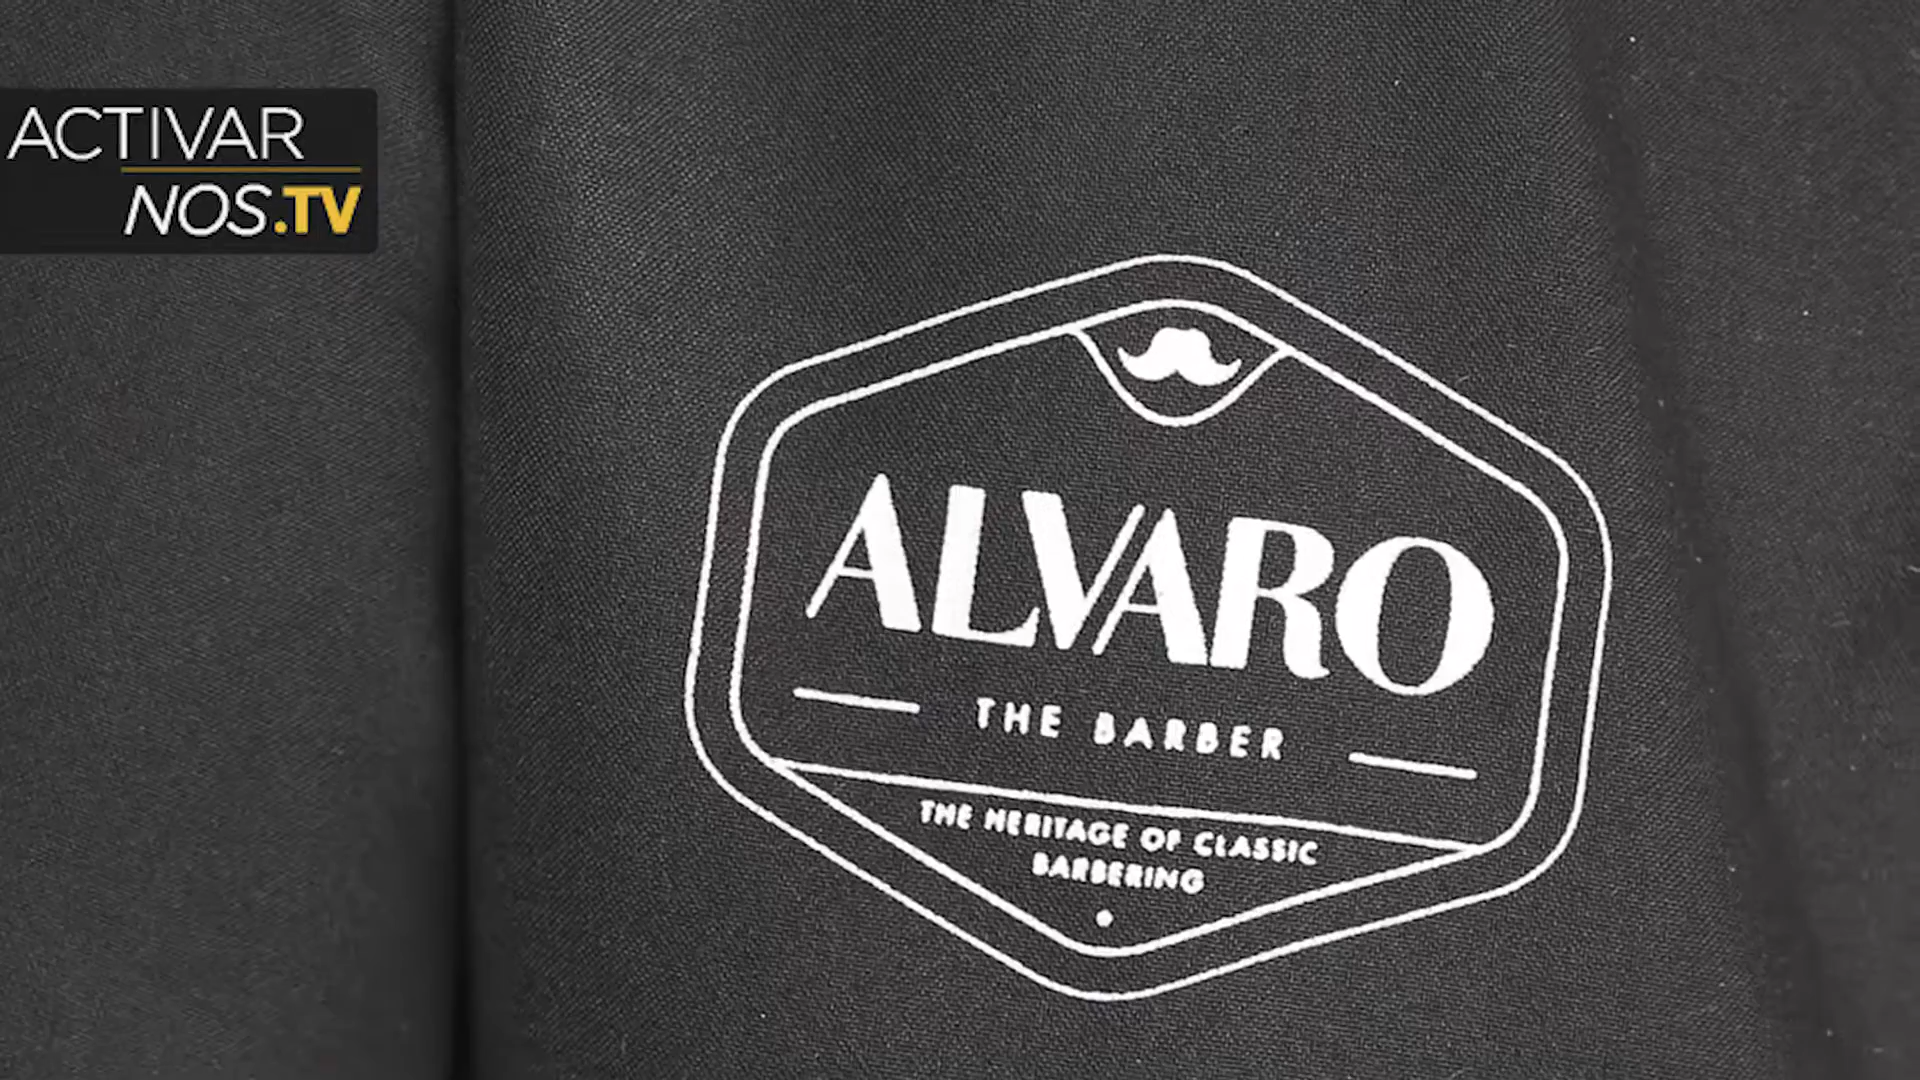 ACTIVAR
NOS.TV
ALVARO
THE BARBER
THE HERITAGE OF CLASSIC
BARBERING